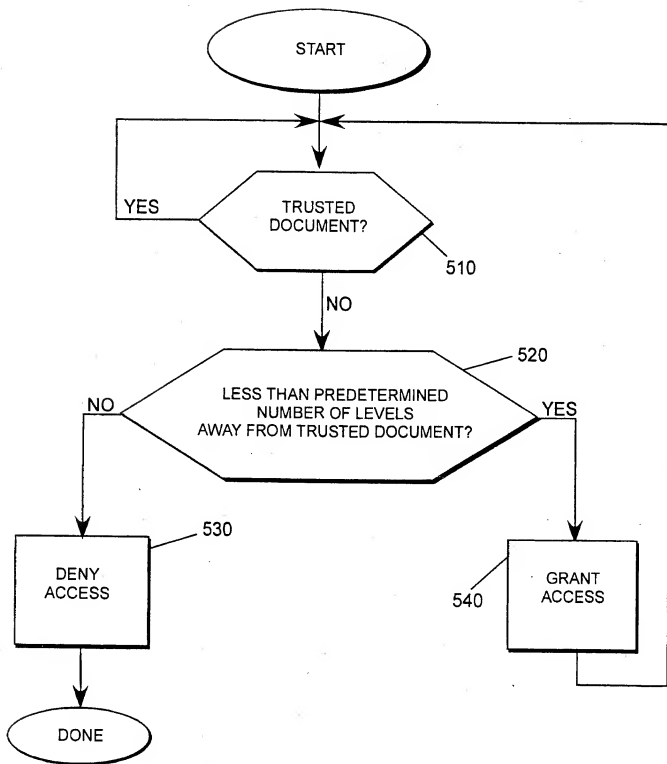 START
YES
TRUSTED
DOCUMENT?
510
NO
520
LESS THAN PREDETERMINED
NUMBER OF LEVELS
AWAY FROM TRUSTED DOCUMENT?
NO
YES
530
DENY
ACCESS
540
GRANT
ACCESS
DONE